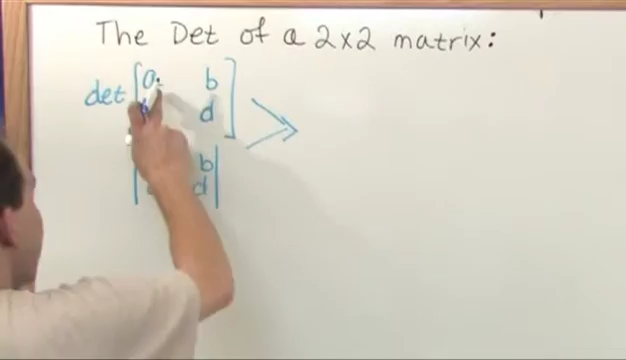 The Det of a 2x2 matrix:
det [a b
d]
| b
d |